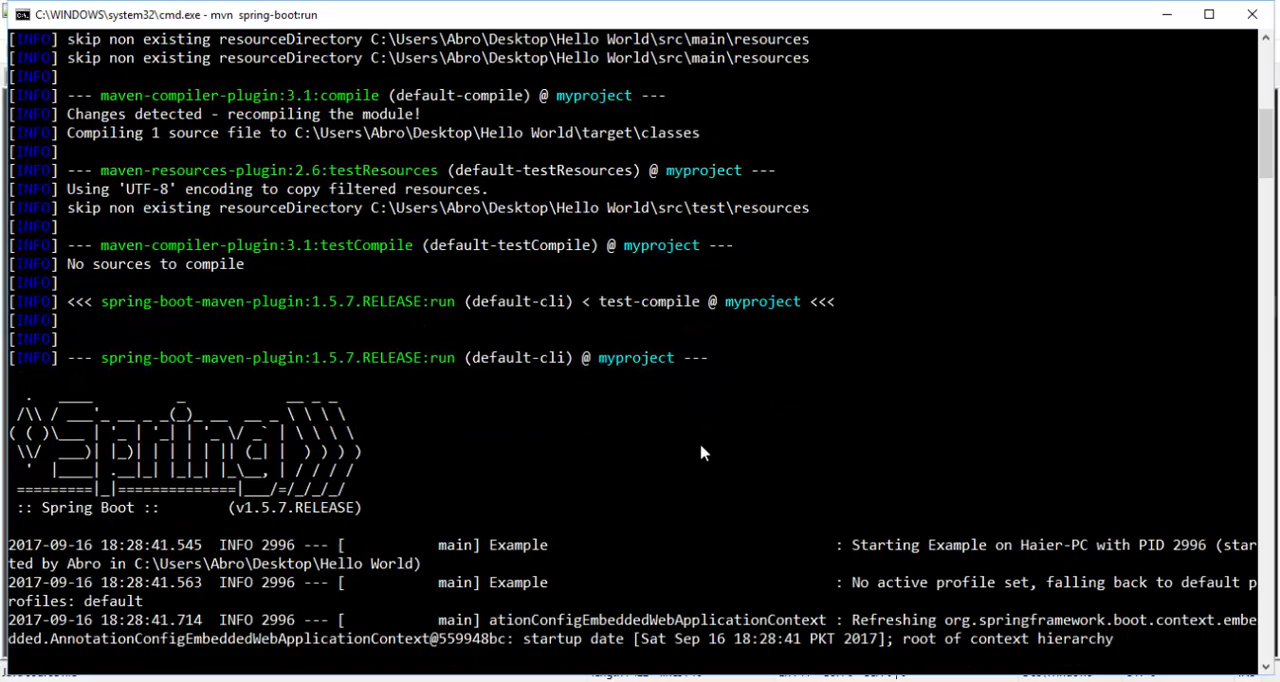 C:\WINDOWS\system32\cmd.exe - mvn spring-boot:run
[INFO] skip non existing resourceDirectory C:\Users\Abro\Desktop\Hello World\src\main\resources
[INFO] skip non existing resourceDirectory C:\Users\Abro\Desktop\Hello World\src\main\resources
[INFO]
[INFO] --- maven-compiler-plugin:3.1:compile (default-compile) @ myproject ---
[INFO] Changes detected - recompiling the module!
[INFO] Compiling 1 source file to C:\Users\Abro\Desktop\Hello World\target\classes
[INFO]
[INFO] --- maven-resources-plugin:2.6:testResources (default-testResources) @ myproject ---
[INFO] Using 'UTF-8' encoding to copy filtered resources.
[INFO] skip non existing resourceDirectory C:\Users\Abro\Desktop\Hello World\src\test\resources
[INFO]
[INFO] --- maven-compiler-plugin:3.1:testCompile (default-testCompile) @ myproject ---
[INFO] No sources to compile
[INFO]
[INFO] <<< spring-boot-maven-plugin:1.5.7.RELEASE:run (default-cli) < test-compile @ myproject <<<
[INFO]
[INFO]
[INFO] --- spring-boot-maven-plugin:1.5.7.RELEASE:run (default-cli) @ myproject ---
Spring
:: Spring Boot :: (v1.5.7.RELEASE)
2017-09-16 18:28:41.545 INFO 2996 --- [ main] Example : Starting Example on Haier-PC with PID 2996 (star
ted by Abro in C:\Users\Abro\Desktop\Hello World)
2017-09-16 18:28:41.563 INFO 2996 --- [ main] Example : No active profile set, falling back to default p
rofiles: default
2017-09-16 18:28:41.714 INFO 2996 --- [ main] ationConfigEmbeddedWebApplicationContext : Refreshing org.springframework.boot.context.embe
dded.AnnotationConfigEmbeddedWebApplicationContext@559948bc: startup date [Sat Sep 16 18:28:41 PKT 2017]; root of context hierarchy